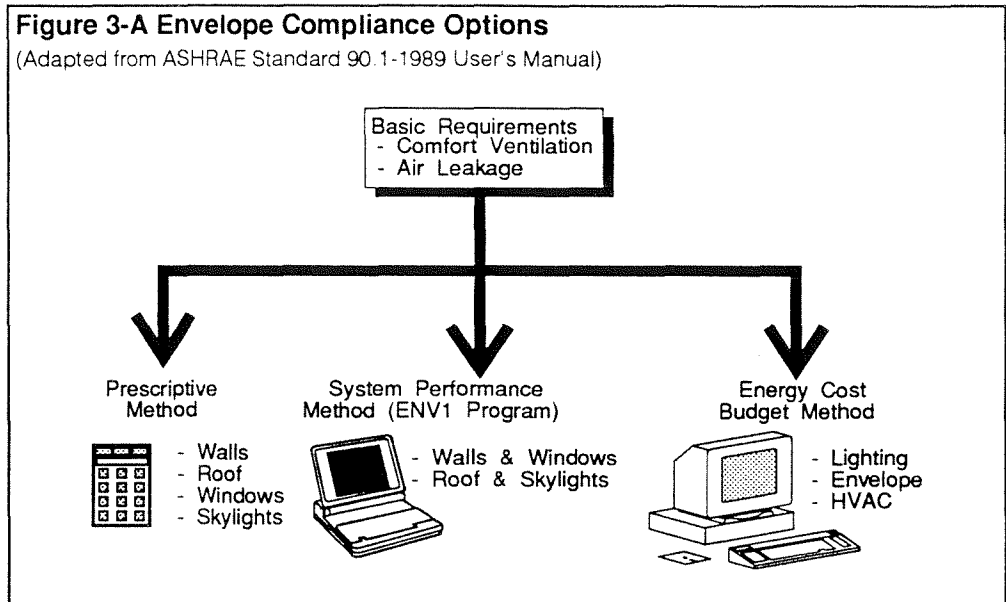 Figure 3-A Envelope Compliance Options
(Adapted from ASHRAE Standard 90.1-1989 User's Manual)
Basic Requirements
- Comfort Ventilation
- Air Leakage
Prescriptive
Method
- Walls
- Roof
- Windows
- Skylights
System Performance
Method (ENV1 Program)
- Walls & Windows
- Roof & Skylights
Energy Cost
Budget Method
- Lighting
- Envelope
- HVAC